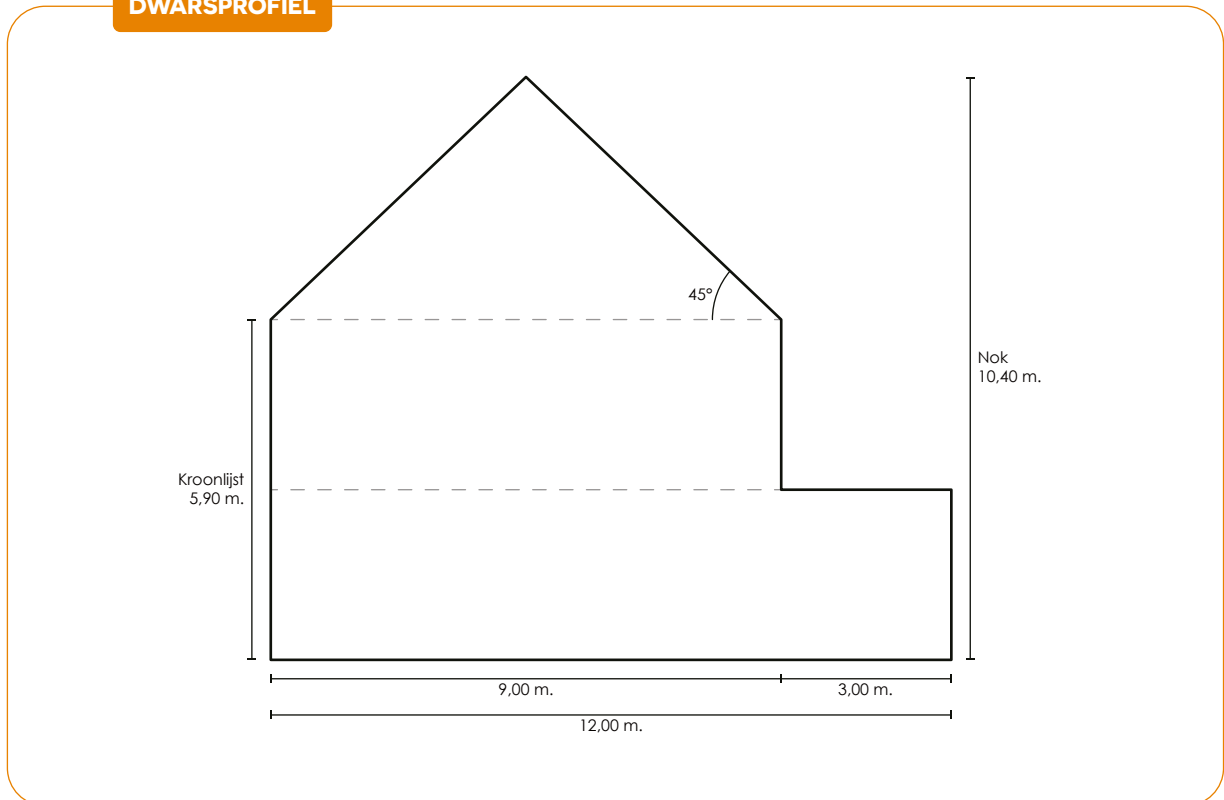 DWARSPROFIEL
45°
Nok
10,40 m.
Kroonlijst
5,90 m.
9,00 m.
3,00 m.
12,00 m.